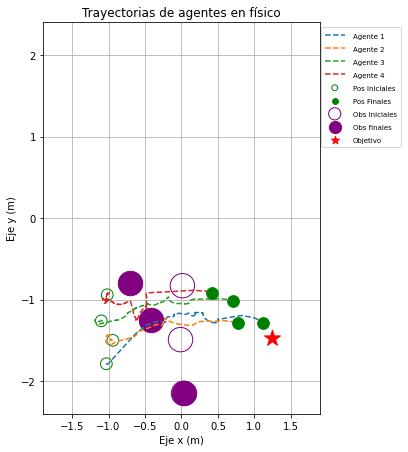 Trayectorias de agentes en físico
Agente 1
Agente 2
Agente 3
Agente 4
Pos Iniciales
Pos Finales
Obs Iniciales
Obs finales
Objetivo
Eje y (m)
2
1
0
−1
−2
−1.5
−1.0
−0.5
0.0
0.5
1.0
1.5
Eje x (m)